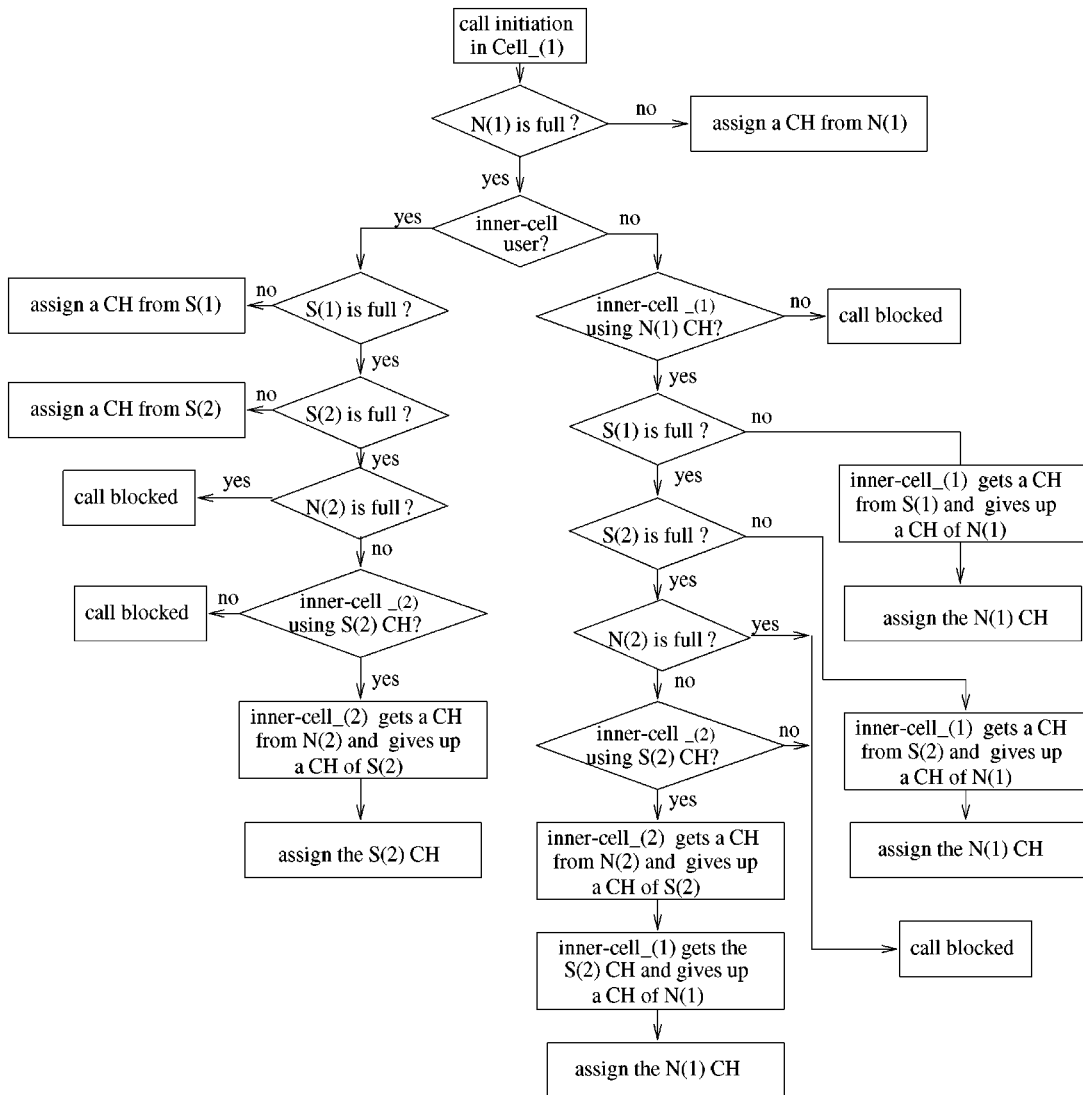 call initiation
in Cell_(1)
N(1) is full ?
no
assign a CH from N(1)
yes
yes
inner-cell
user?
no
assign a CH from S(1)
no
S(1) is full ?
inner-cell _(1)
using N(1) CH?
no
call blocked
yes
yes
assign a CH from S(2)
no
S(2) is full ?
S(1) is full ?
no
yes
call blocked
yes
N(2) is full ?
yes
inner-cell_(1) gets a CH
from S(1) and gives up
a CH of N(1)
S(2) is full ?
no
no
call blocked
no
inner-cell _(2)
using S(2) CH?
yes
assign the N(1) CH
N(2) is full ?
yes
yes
no
inner-cell_(2) gets a CH
from N(2) and gives up
a CH of S(2)
inner-cell _(2)
using S(2) CH?
no
inner-cell_(1) gets a CH
from S(2) and gives up
a CH of N(1)
yes
assign the S(2) CH
inner-cell_(2) gets a CH
from N(2) and gives up
a CH of S(2)
assign the N(1) CH
inner-cell_(1) gets the
S(2) CH and gives up
a CH of N(1)
call blocked
assign the N(1) CH